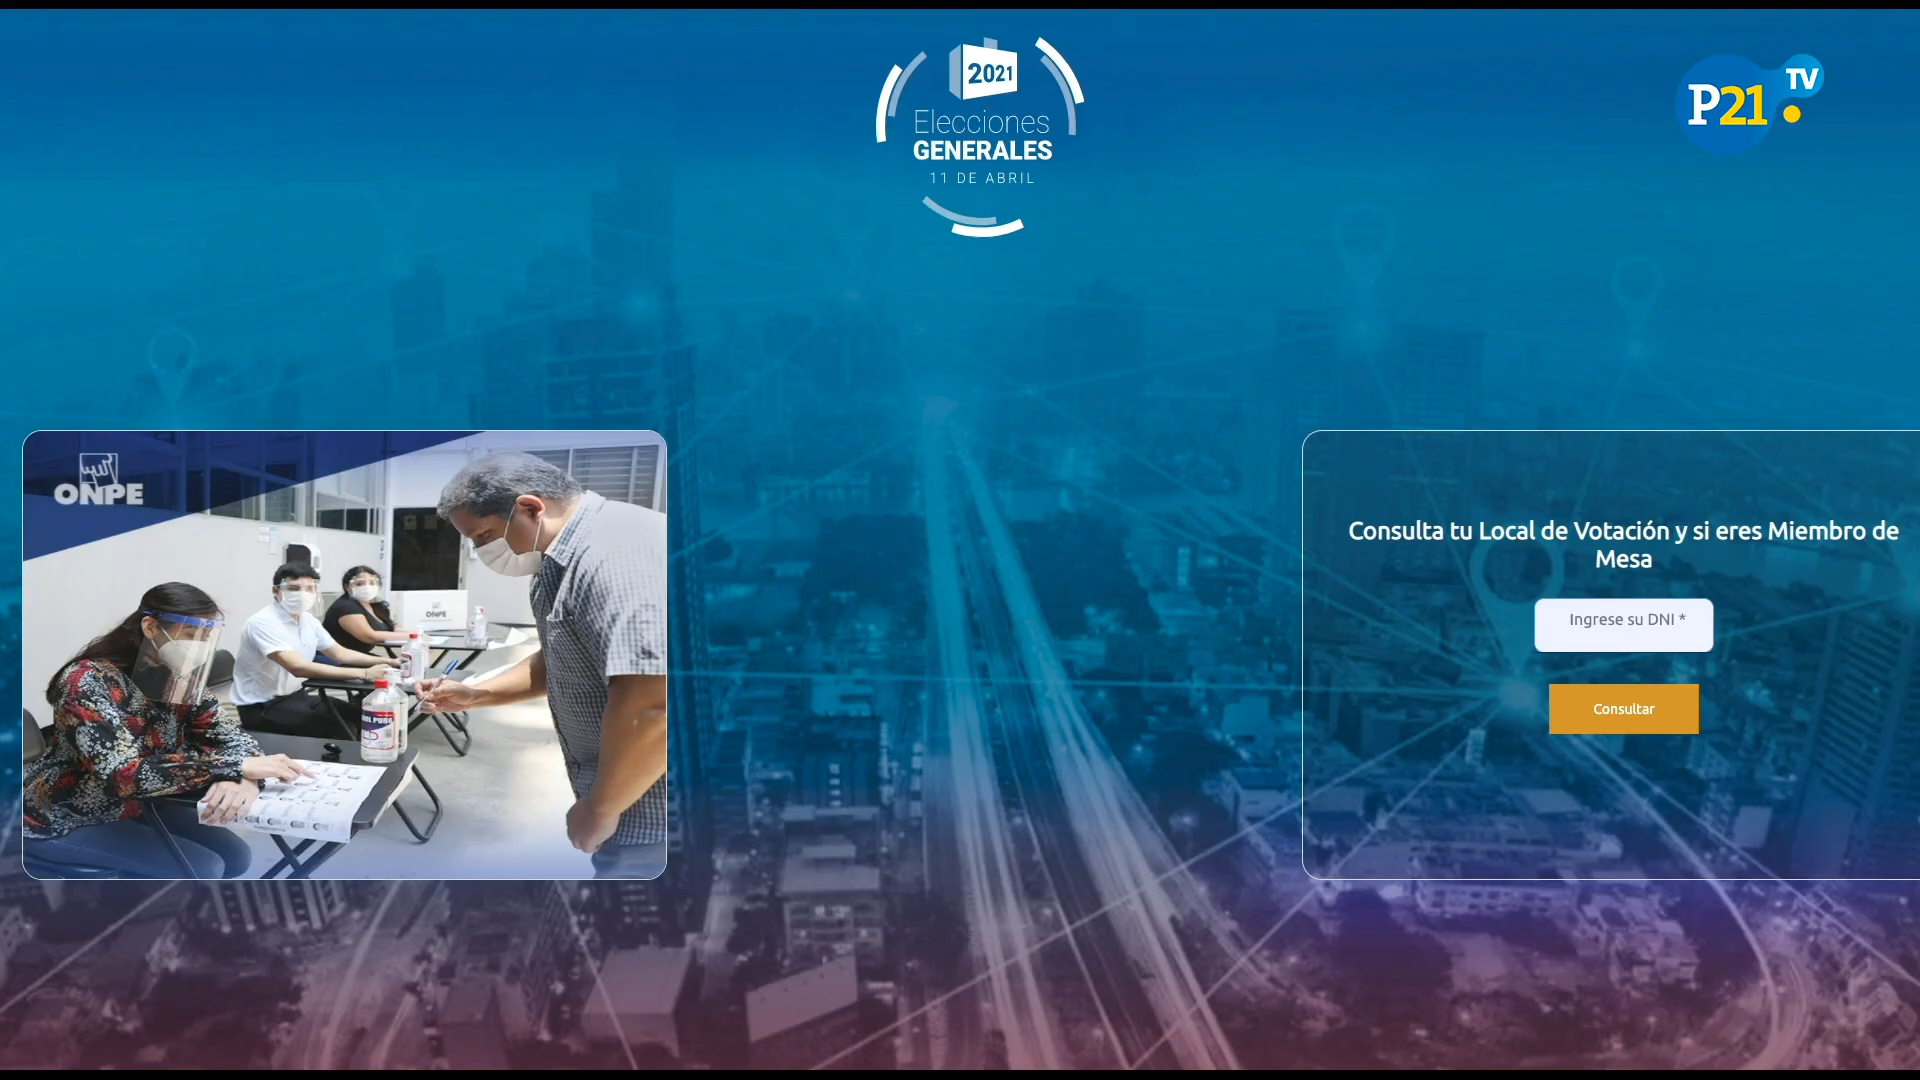 2021
Elecciones
GENERALES
11 DE ABRIL
P21 TV
ONPE
ONPE
Consulta tu Local de Votación y si eres Miembro de
Mesa
Ingrese su DNI *
Consultar